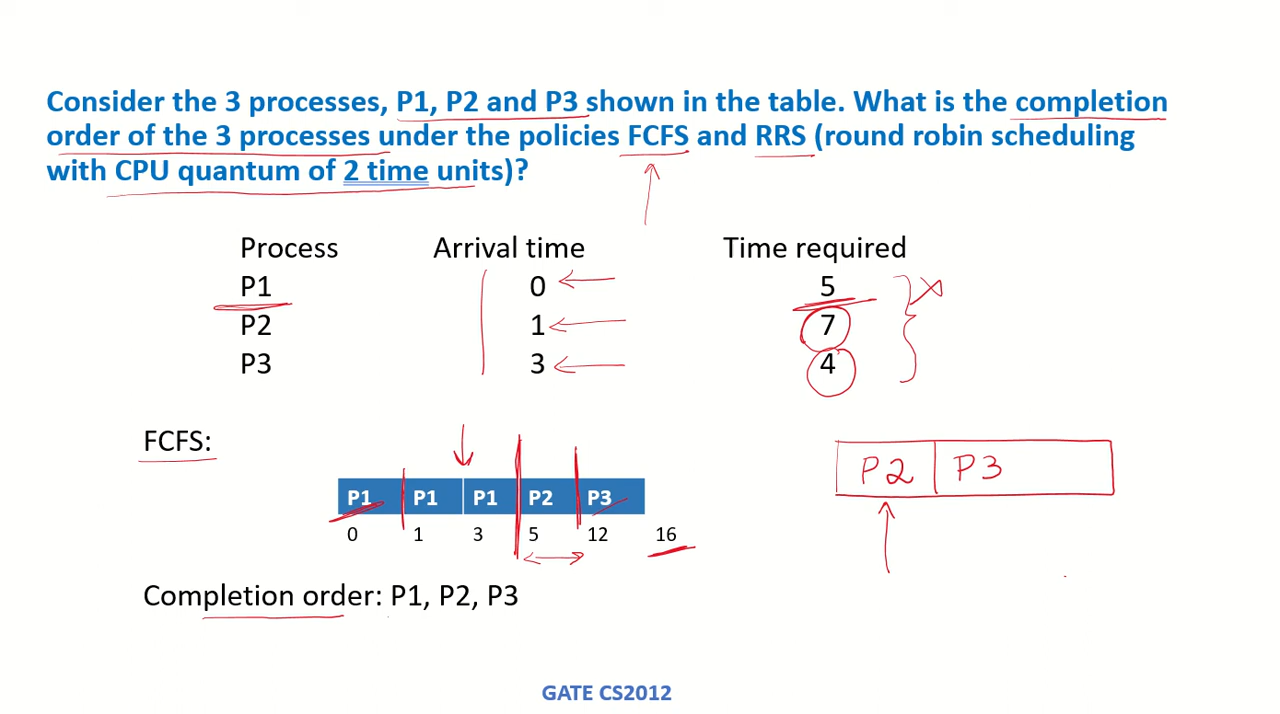 Consider the 3 processes, P1, P2 and P3 shown in the table. What is the completion
order of the 3 processes under the policies FCFS and RRS (round robin scheduling
with CPU quantum of 2 time units)?
Process Arrival time Time required
P1 0 5
P2 1 7
P3 3 4
FCFS:
P1 P1 P1 P2 P3
0 1 3 5 12 16
P2 P3
Completion order: P1, P2, P3
GATE CS2012